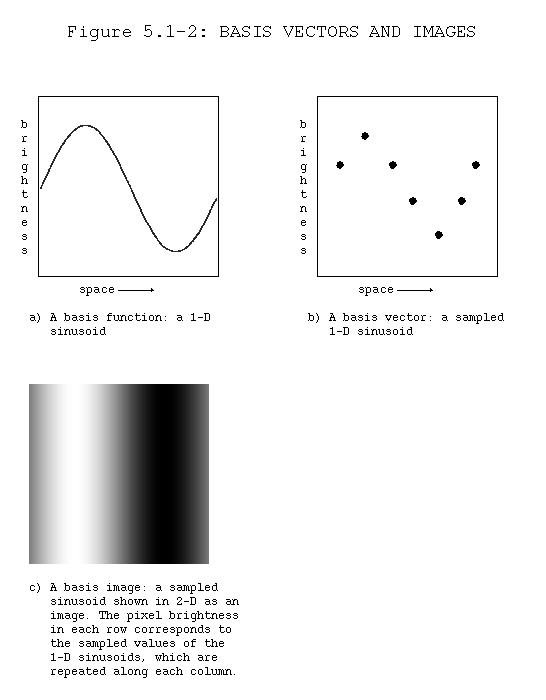 Figure 5.1-2: BASIS VECTORS AND IMAGES
brightness
brightness
space
space
a) A basis function: a 1-D
sinusoid
b) A basis vector: a sampled
1-D sinusoid
c) A basis image: a sampled
sinusoid shown in 2-D as an
image. The pixel brightness
in each row corresponds to
the sampled values of the
1-D sinusoids, which are
repeated along each column.